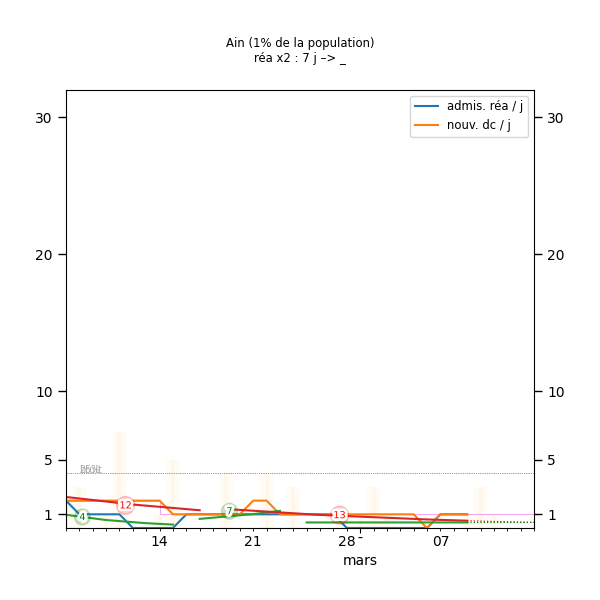 Ain (1% de la population)
réa x2 : 7 j –> _
admis. réa / j
nouv. dc / j
30 30
20 20
10 10
5 5
1 1
4 12 7 13
14 21 28 07
mars